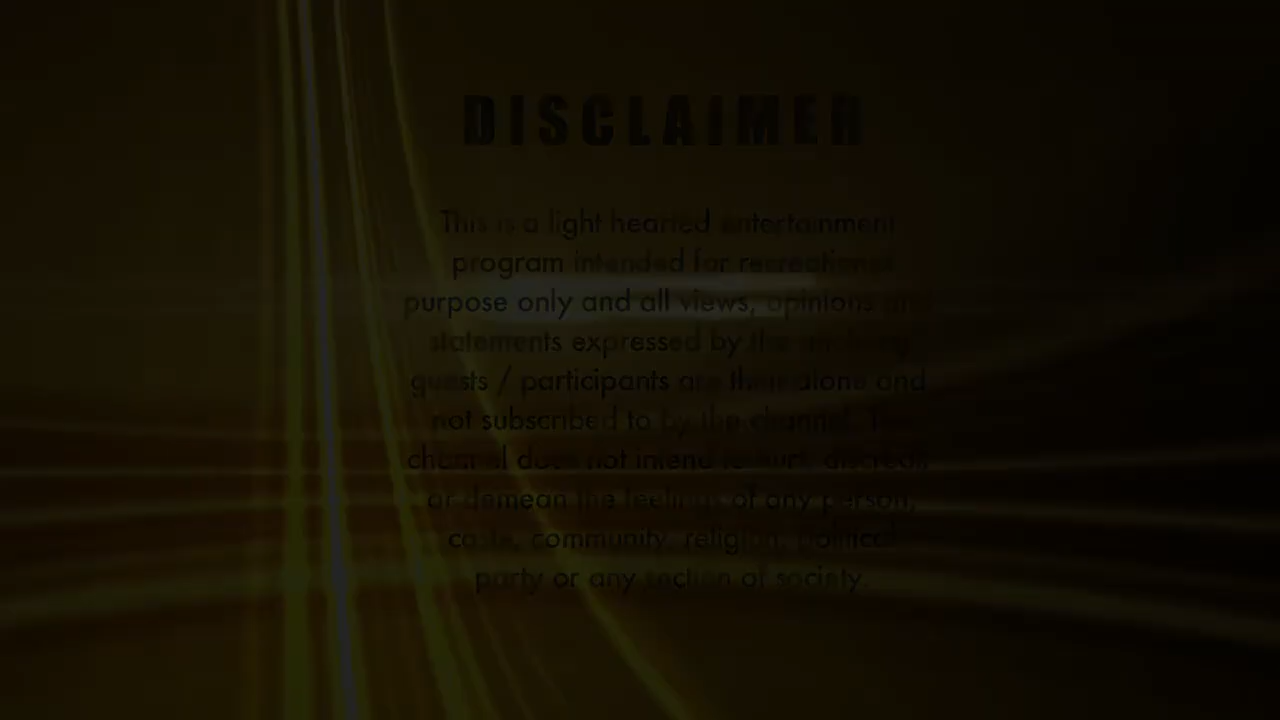 DISCLAIMER
This is a light hearted entertainment
program intended for recreational
purpose only and all views, opinions and
statements expressed by the
guests / participants are their alone and
not subscribed to by the channel. The
channel does not intend to hurt, discredit
or demean the feelings of any person,
caste, community, religion, political
party or any section of society.